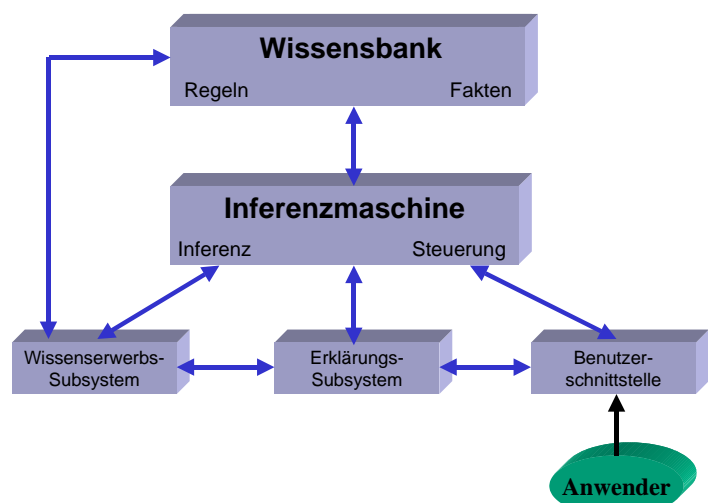 Wissensbank
Regeln Fakten
Inferenzmaschine
Inferenz Steuerung
Wissenserwerbs-
Subsystem
Erklärungs-
Subsystem
Benutzer-
schnittstelle
Anwender